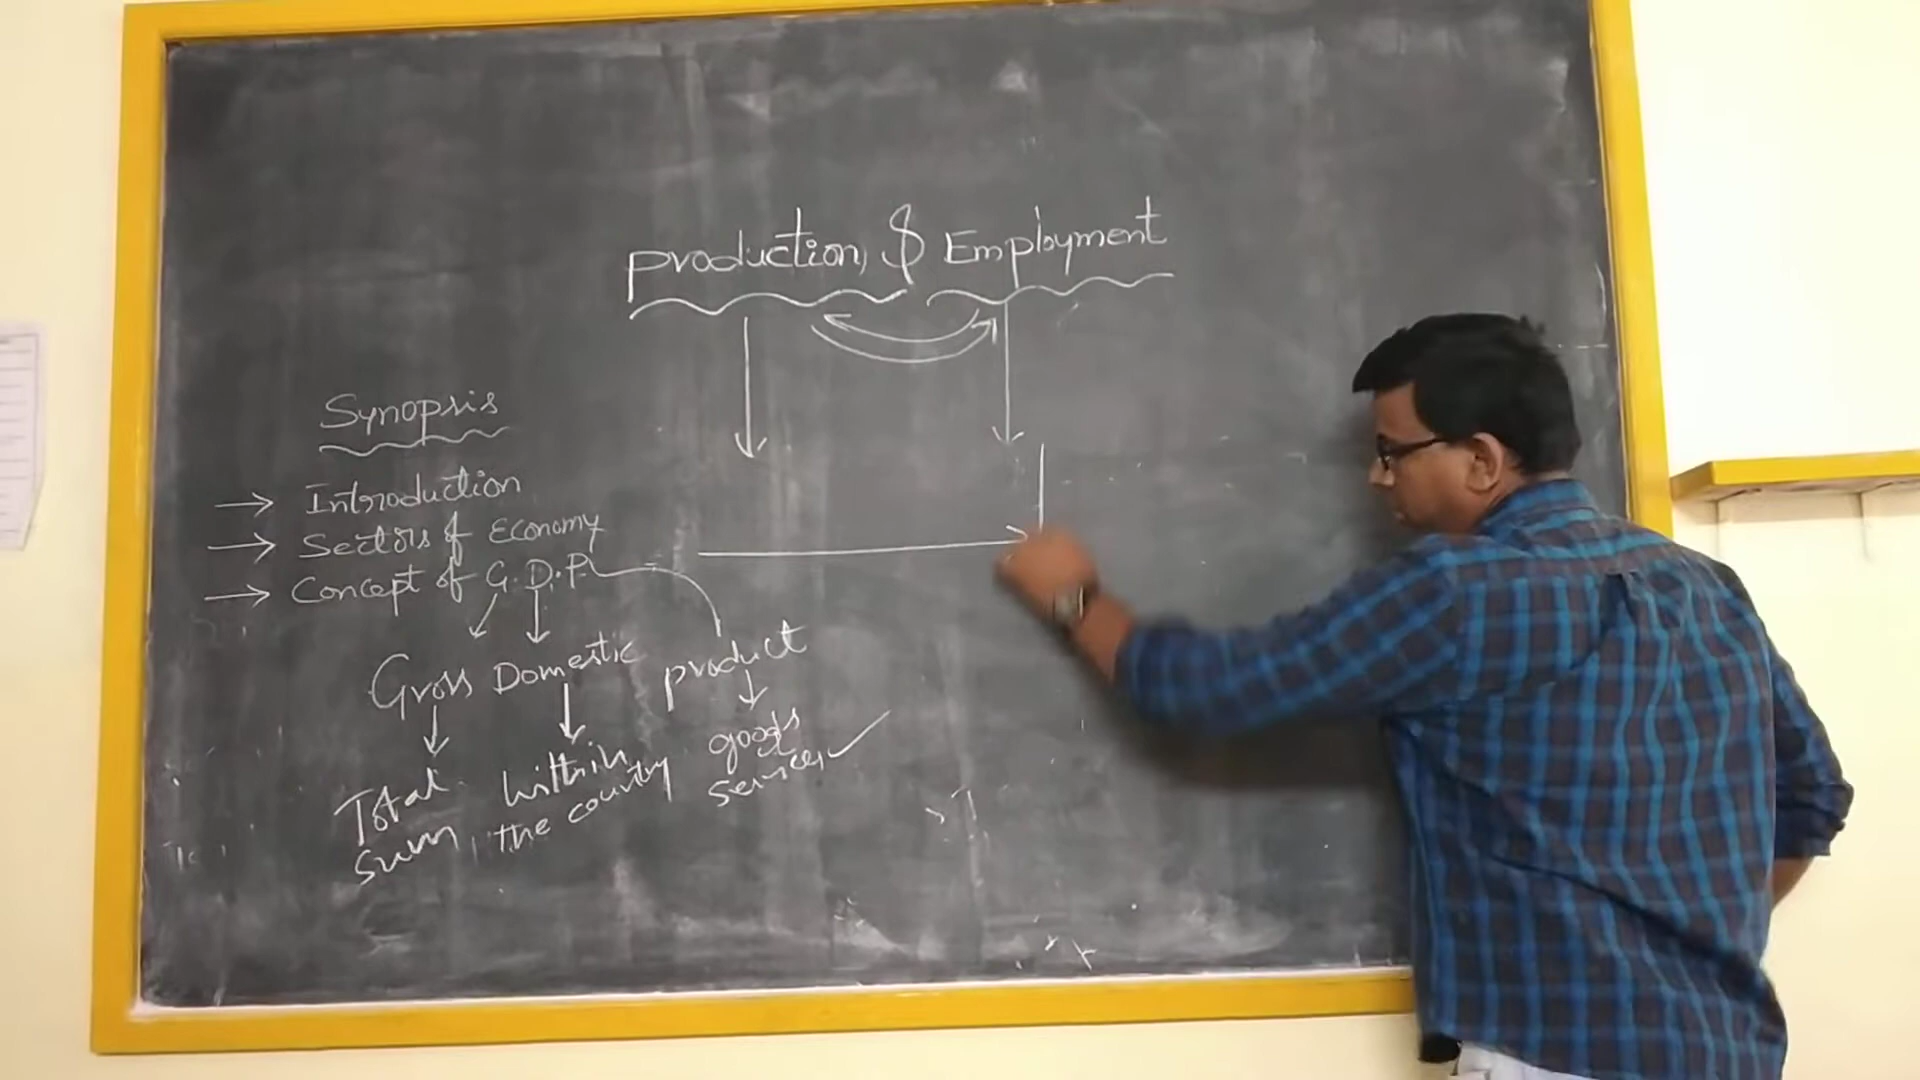 production, & Employment
Synopsis
→ Introduction
→ Sectors of Economy
→ Concept of G.D.P.
Gross Domestic product
Total within goods
sum, the country services